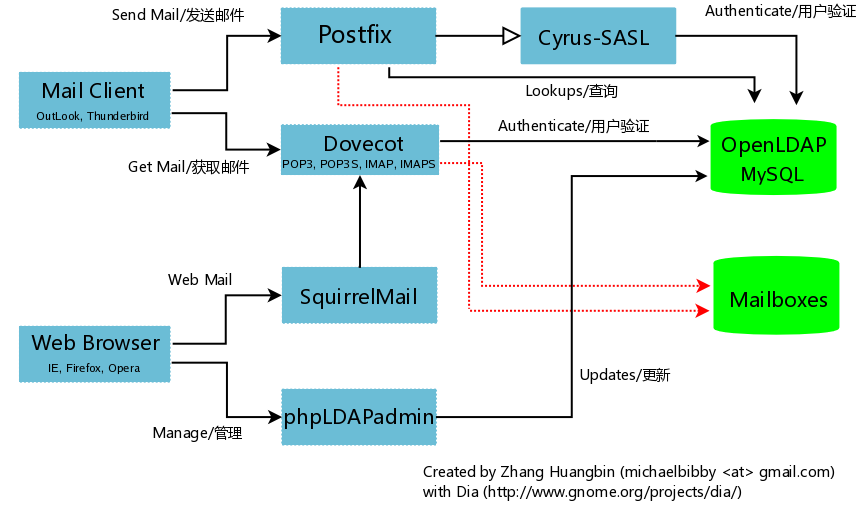 Send Mail/发送邮件
Authenticate/用户验证
Postfix
Cyrus-SASL
Mail Client
OutLook, Thunderbird
Lookups/查询
Authenticate/用户验证
Dovecot
POP3, POP3S, IMAP, IMAPS
OpenLDAP
MySQL
Get Mail/获取邮件
Web Mail
SquirrelMail
Mailboxes
Web Browser
IE, Firefox, Opera
Updates/更新
phpLDAPadmin
Manage/管理
Created by Zhang Huangbin (michaelbibby <at> gmail.com)
with Dia (http://www.gnome.org/projects/dia/)